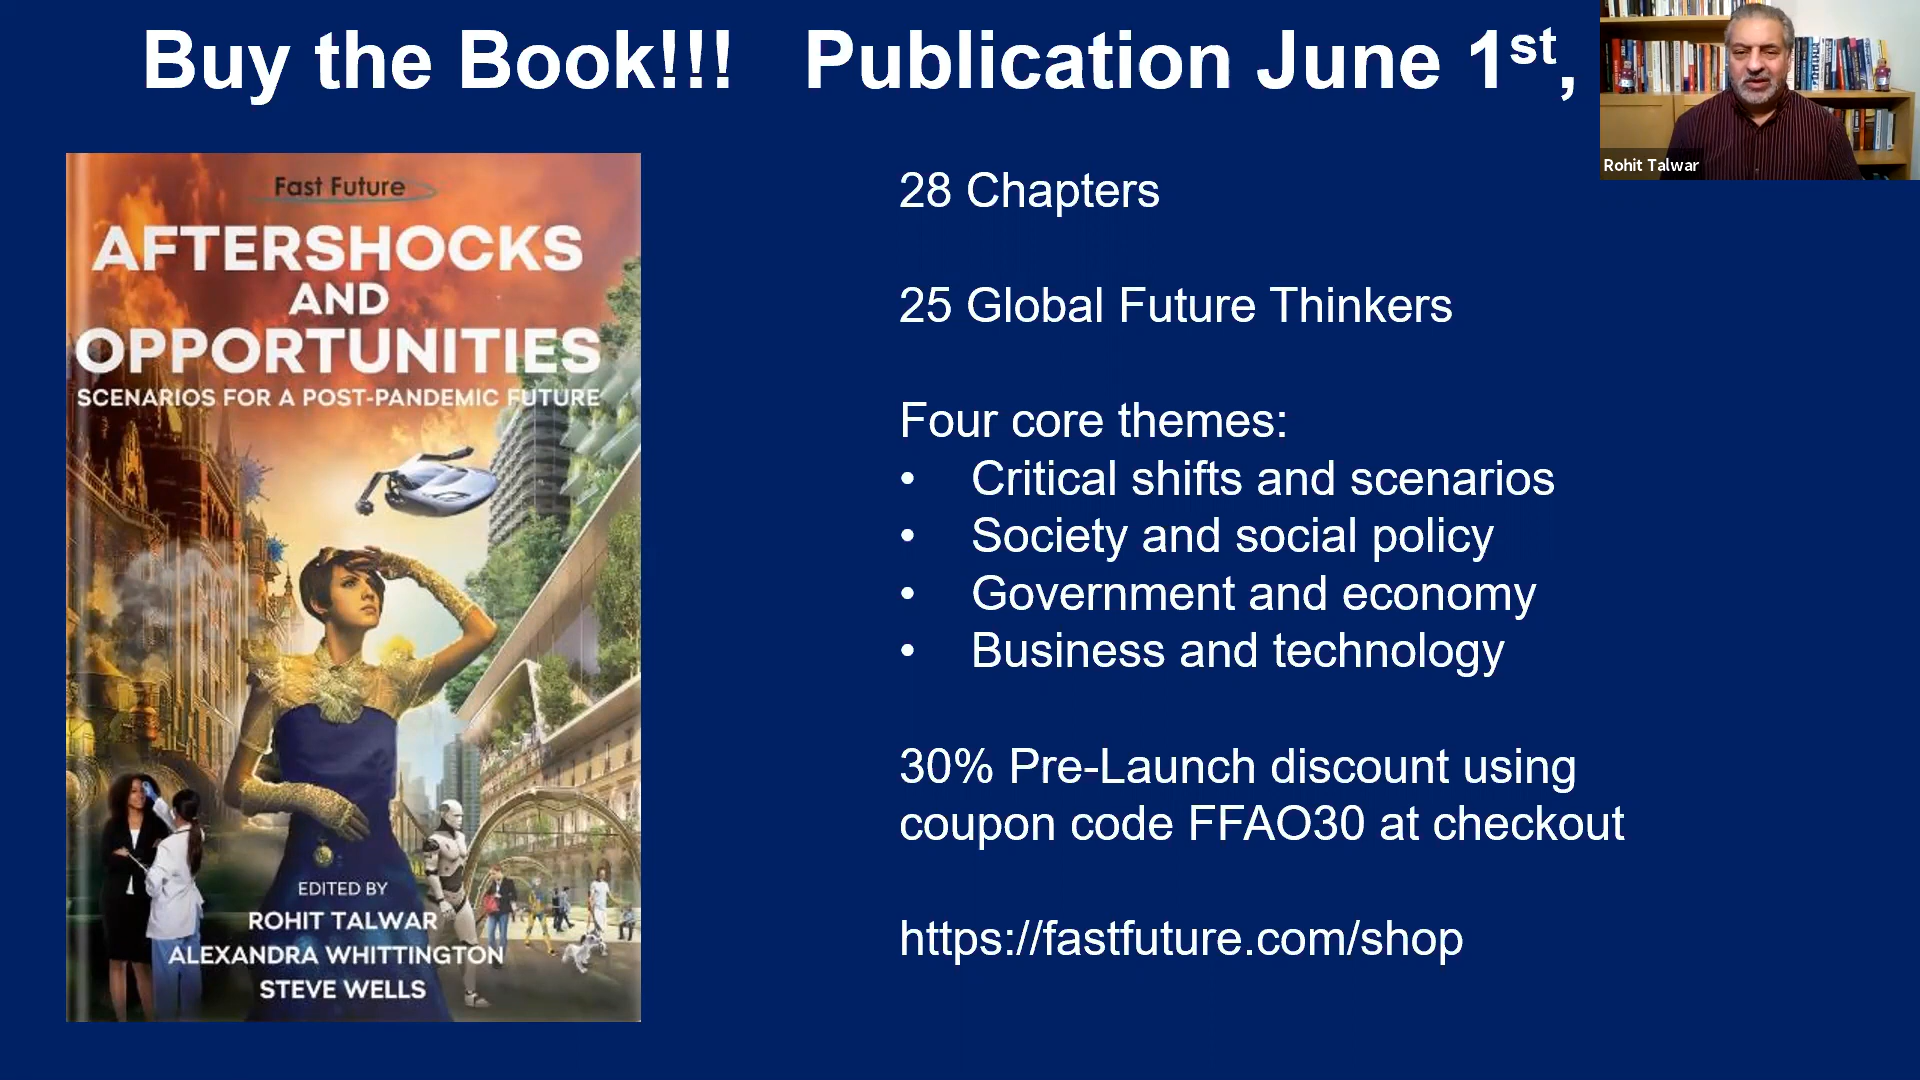 Buy the Book!!! Publication June 1st,
Rohit Talwar
Fast Future
AFTERSHOCKS
AND
OPPORTUNITIES
SCENARIOS FOR A POST-PANDEMIC FUTURE
EDITED BY
ROHIT TALWAR
ALEXANDRA WHITTINGTON
STEVE WELLS
28 Chapters
25 Global Future Thinkers
Four core themes:
• Critical shifts and scenarios
• Society and social policy
• Government and economy
• Business and technology
30% Pre-Launch discount using
coupon code FFAO30 at checkout
https://fastfuture.com/shop